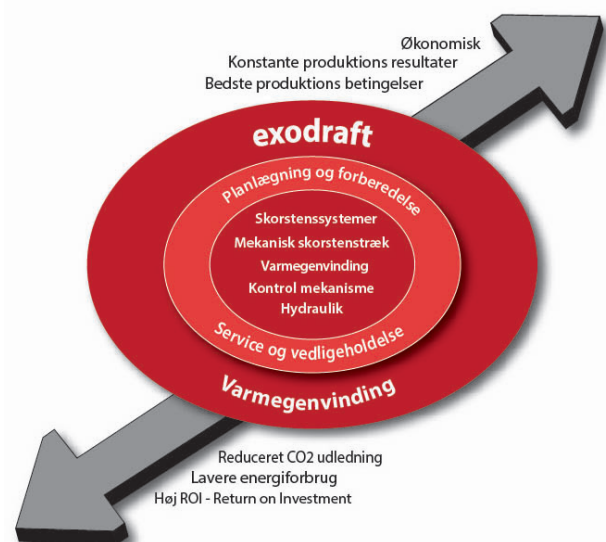 Økonomisk
Konstante produktions resultater
Bedste produktions betingelser
exodraft
Planlægning og forberedelse
Skorstenssystemer
Mekanisk skorstenstræk
Varmegenvinding
Kontrol mekanisme
Hydraulik
Service og vedligeholdelse
Varmegenvinding
Reduceret CO2 udledning
Lavere energiforbrug
Høj ROI - Return on Investment